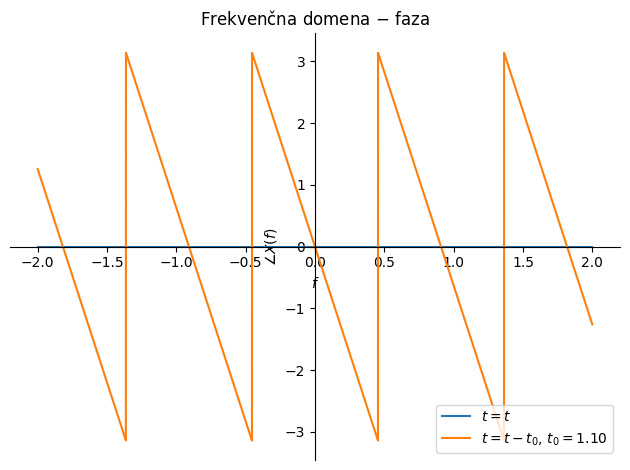 Frekvenčna domena − faza
3
2
1
0
−1
−2
−3
∠X(f)
−2.0 −1.5 −1.0 −0.5 0.0 0.5 1.0 1.5 2.0
f
t = t
t = t − t₀, t₀ = 1.10